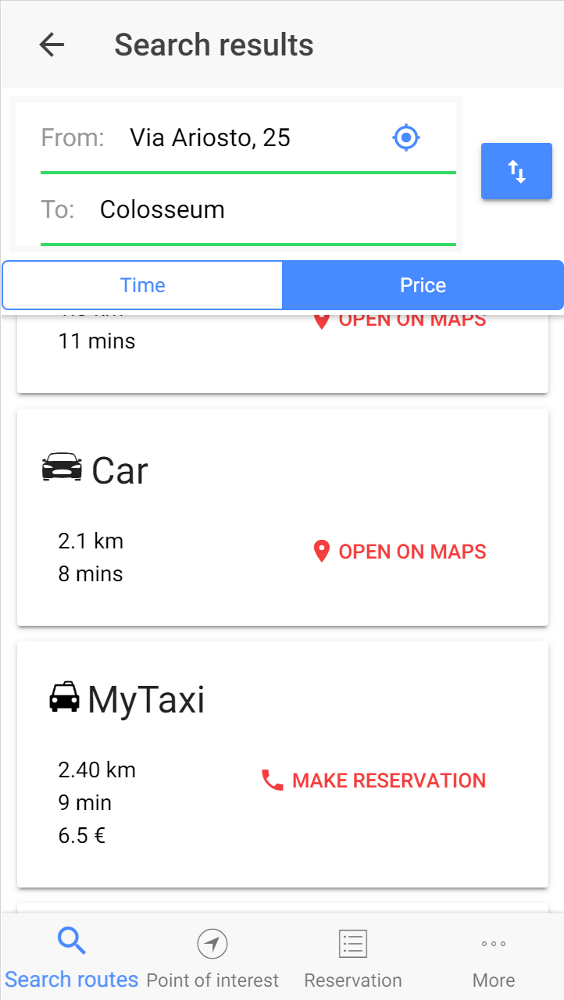 Search results
From: Via Ariosto, 25
To: Colosseum
Time Price
OPEN ON MAPS
11 mins
Car
2.1 km
OPEN ON MAPS
8 mins
MyTaxi
2.40 km
MAKE RESERVATION
9 min
6.5 €
Search routes Point of interest Reservation More